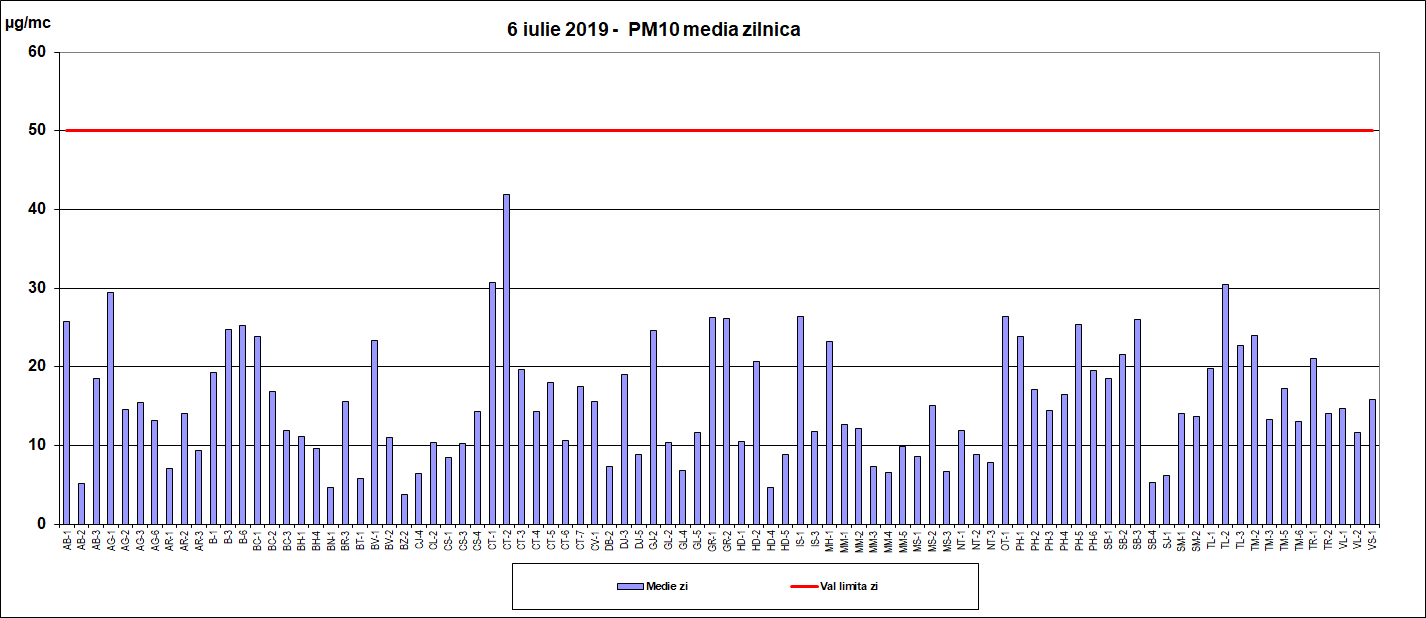 µg/mc
6 iulie 2019 - PM10 media zilnica
60
50
40
30
20
10
0
AB-1 AB-2 AB-3 AG-1 AG-2 AG-3 AG-6 AR-1 AR-2 AR-3 B-1 B-3 B-6 BC-1 BC-2 BC-3 BH-1 BH-4 BN-1 BR-3 BT-1 BV-1 BV-2 BZ-2 CJ-4 CL-2 CS-1 CS-3 CS-4 CT-1 CT-2 CT-3 CT-4 CT-5 CT-6 CT-7 CV-1 DB-2 DJ-3 DJ-5 GJ-2 GL-2 GL-4 GL-5 GR-1 GR-2 HD-1 HD-2 HD-4 HD-5 IS-1 IS-3 MH-1 MM-1 MM-2 MM-3 MM-4 MM-5 MS-1 MS-2 MS-3 NT-1 NT-2 NT-3 OT-1 PH-1 PH-2 PH-3 PH-4 PH-5 PH-6 SB-1 SB-2 SB-3 SB-4 SJ-1 SM-1 SM-2 TL-1 TL-2 TL-3 TM-2 TM-3 TM-5 TM-6 TR-1 TR-2 VL-1 VL-2 VS-1
Medie zi Val limita zi